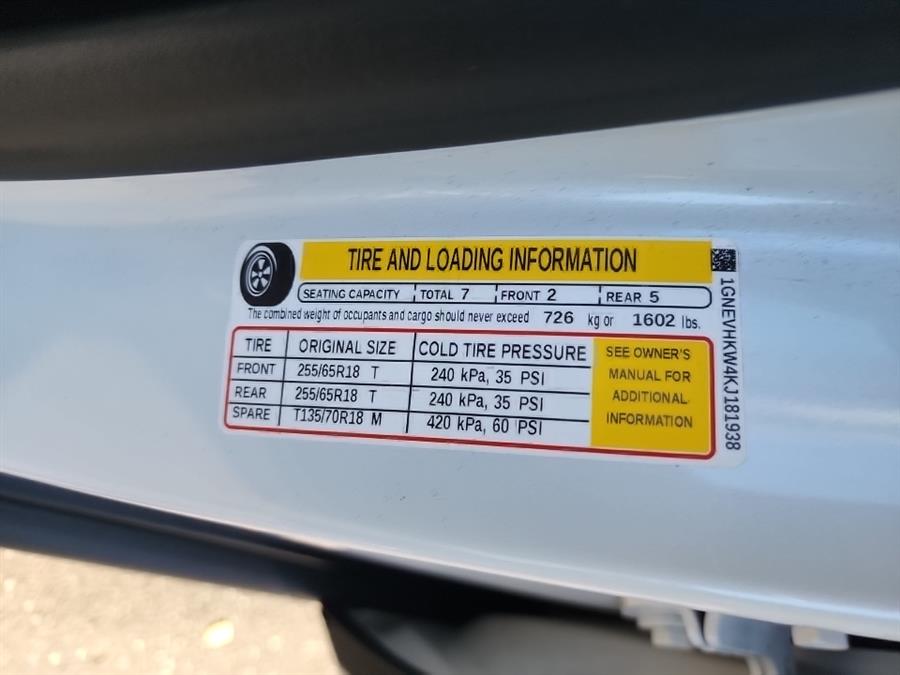 TIRE AND LOADING INFORMATION
SEATING CAPACITY TOTAL 7 FRONT 2 REAR 5
The combined weight of occupants and cargo should never exceed 726 kg or 1602 lbs.
TIRE ORIGINAL SIZE COLD TIRE PRESSURE
FRONT 255/65R18 T 240 kPa, 35 PSI
REAR 255/65R18 T 240 kPa, 35 PSI
SPARE T135/70R18 M 420 kPa, 60 PSI
SEE OWNER'S
MANUAL FOR
ADDITIONAL
INFORMATION
1GNEVHKW4KJ181938